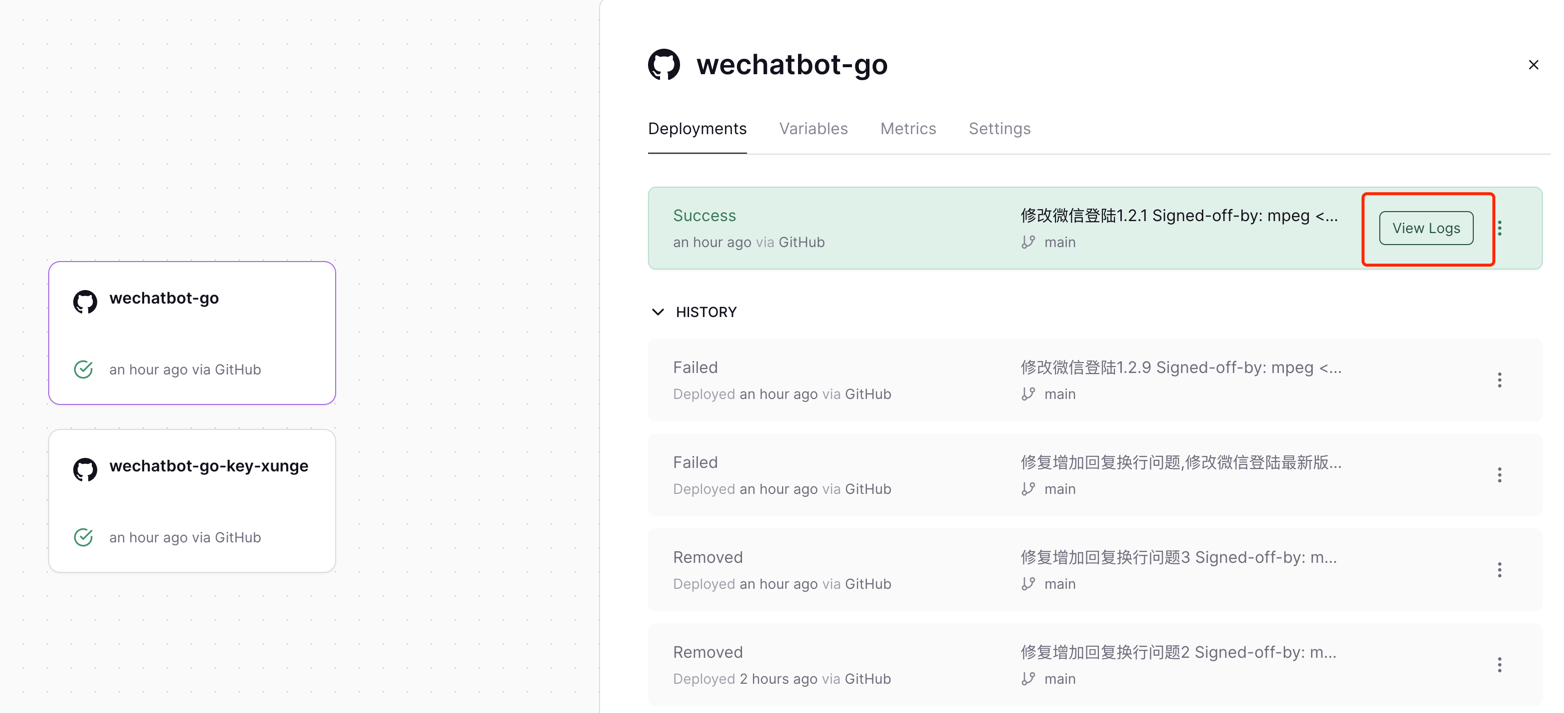 wechatbot-go
an hour ago via GitHub
wechatbot-go-key-xunge
an hour ago via GitHub
wechatbot-go
Deployments Variables Metrics Settings
Success
an hour ago via GitHub
修改微信登陆1.2.1 Signed-off-by: mpeg <...
main
View Logs
HISTORY
Failed
Deployed an hour ago via GitHub
修改微信登陆1.2.9 Signed-off-by: mpeg <...
main
Failed
Deployed an hour ago via GitHub
修复增加回复换行问题,修改微信登陆最新版...
main
Removed
Deployed an hour ago via GitHub
修复增加回复换行问题3 Signed-off-by: m...
main
Removed
Deployed 2 hours ago via GitHub
修复增加回复换行问题2 Signed-off-by: m...
main